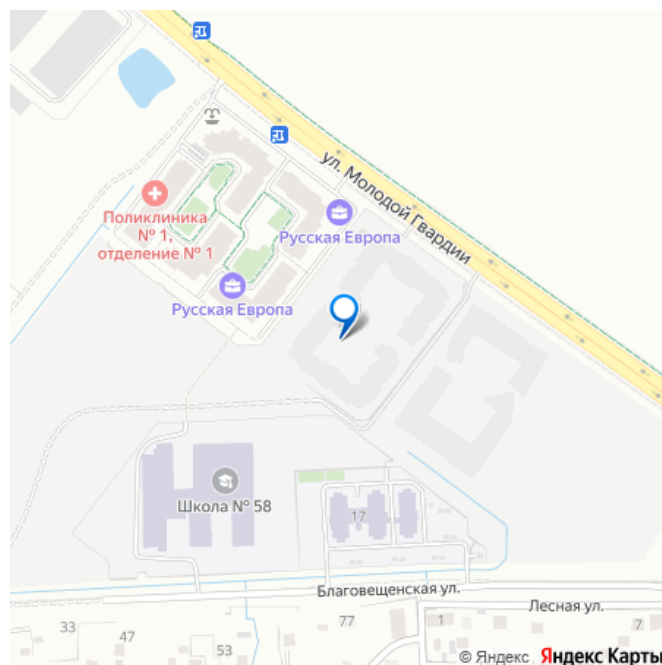 ул. Молодой Гвардии
Поликлиника
№ 1,
отделение № 1
Русская Европа
Русская Европа
Школа № 58
17
Благовещенская ул.
Лесная ул.
33
47
53
77
1
7
© Яндекс Яндекс Карты